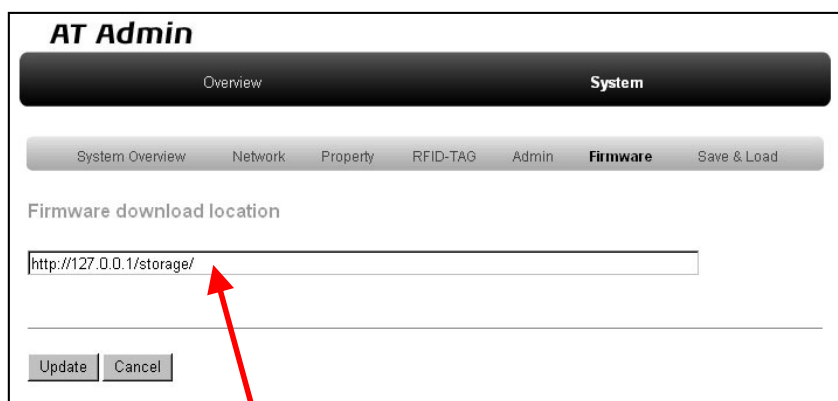 AT Admin
Overview System
System Overview Network Property RFID-TAG Admin Firmware Save & Load
Firmware download location
http://127.0.0.1/storage/
Update Cancel